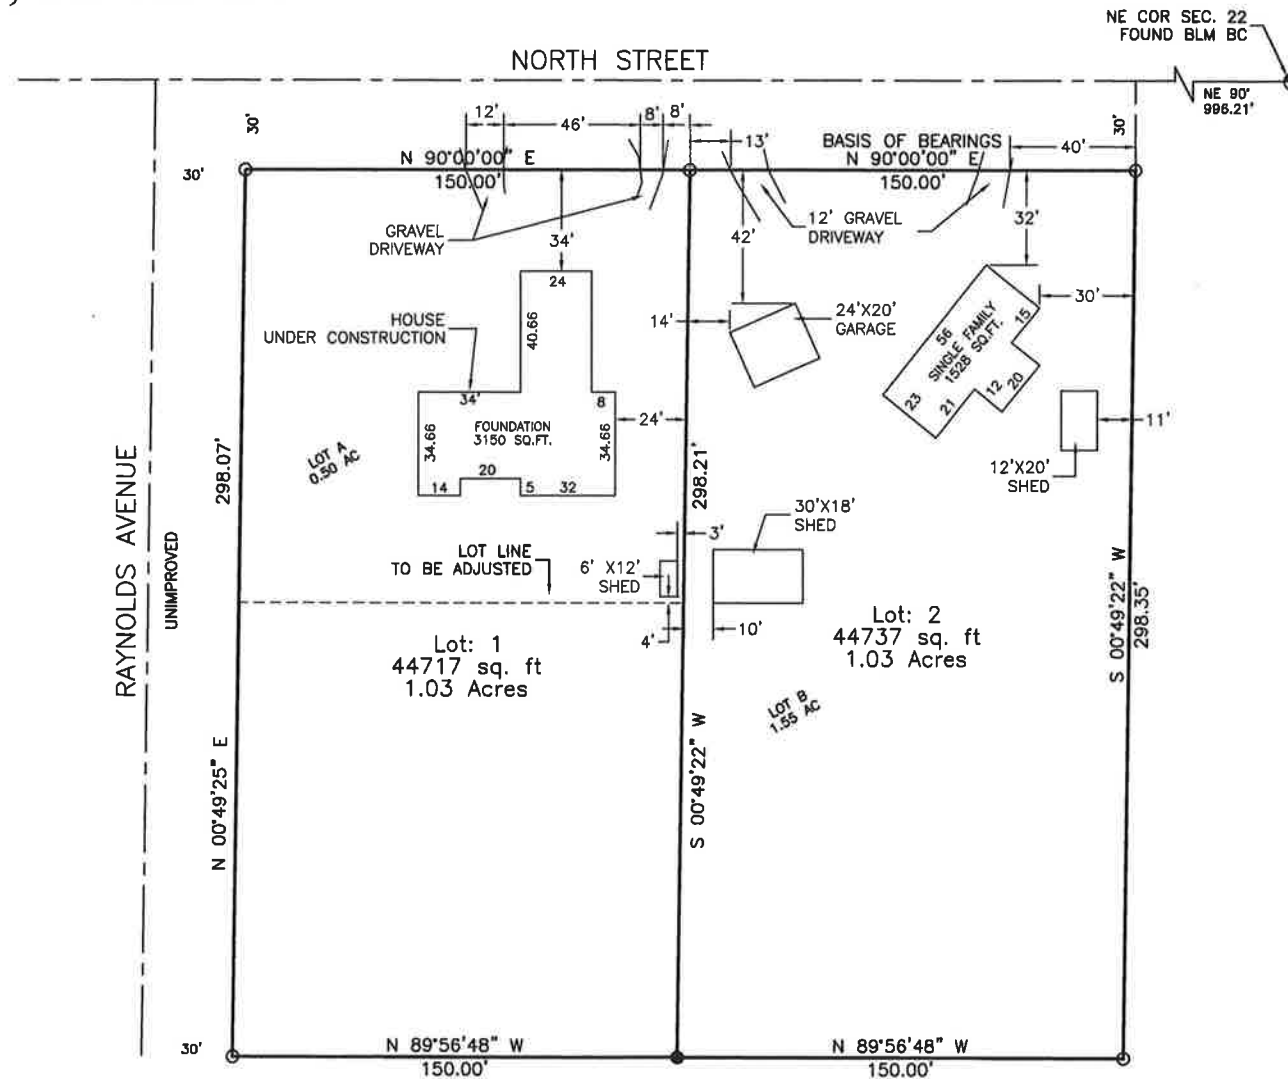 NE COR SEC. 22
FOUND BLM BC
NORTH STREET
NE 90°
996.21'
30'
12'
46'
8'
8'
13'
BASIS OF BEARINGS
40'
30'
30'
N 90°00'00" E
150.00'
N 90°00'00" E
150.00'
GRAVEL
DRIVEWAY
34'
42'
12' GRAVEL
DRIVEWAY
32'
24
HOUSE
UNDER CONSTRUCTION
40.66
14'
24'X20'
GARAGE
30'
56
SINGLE FAMILY
1528 SQ.FT.
15
23
21
12
20
34'
8
FOUNDATION
3150 SQ.FT.
34.66
34.66
24'
11'
20
14
5
32
LOT A
0.50 AC
298.07'
298.21'
12'X20'
SHED
30'X18'
SHED
RAYNOLDS AVENUE
UNIMPROVED
LOT LINE
TO BE ADJUSTED
6' X12'
SHED
3'
4'
10'
Lot: 1
44717 sq. ft
1.03 Acres
Lot: 2
44737 sq. ft
1.03 Acres
S 00°49'22" W
298.35'
LOT B
1.55 AC
N 00°49'25" E
S 00°49'22" W
30'
N 89°56'48" W
150.00'
N 89°56'48" W
150.00'